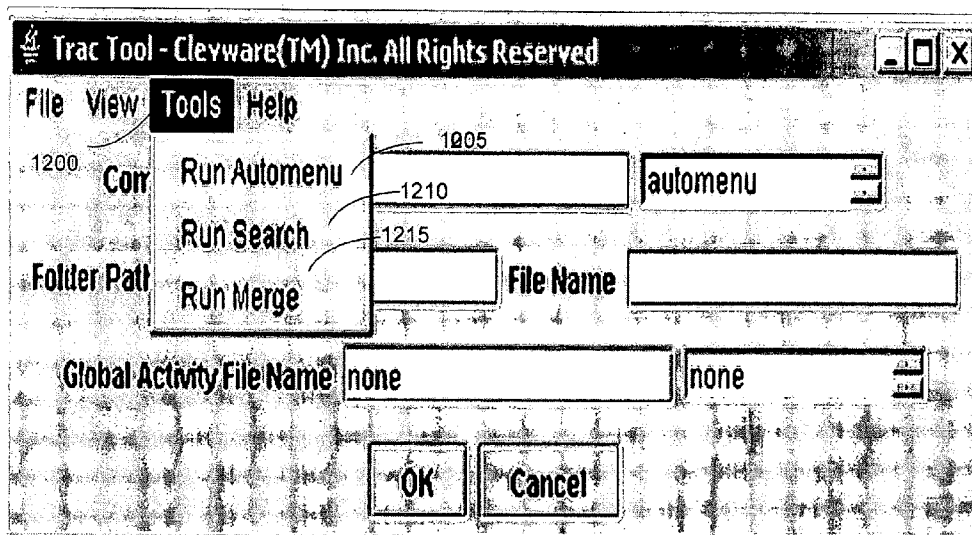 Trac Tool - Cleyware(TM) Inc. All Rights Reserved
File View Tools Help
1200
Run Automenu
1205
Com
automenu
1210
Run Search
1215
Folder Path
File Name
Run Merge
Global Activity File Name none none
OK Cancel